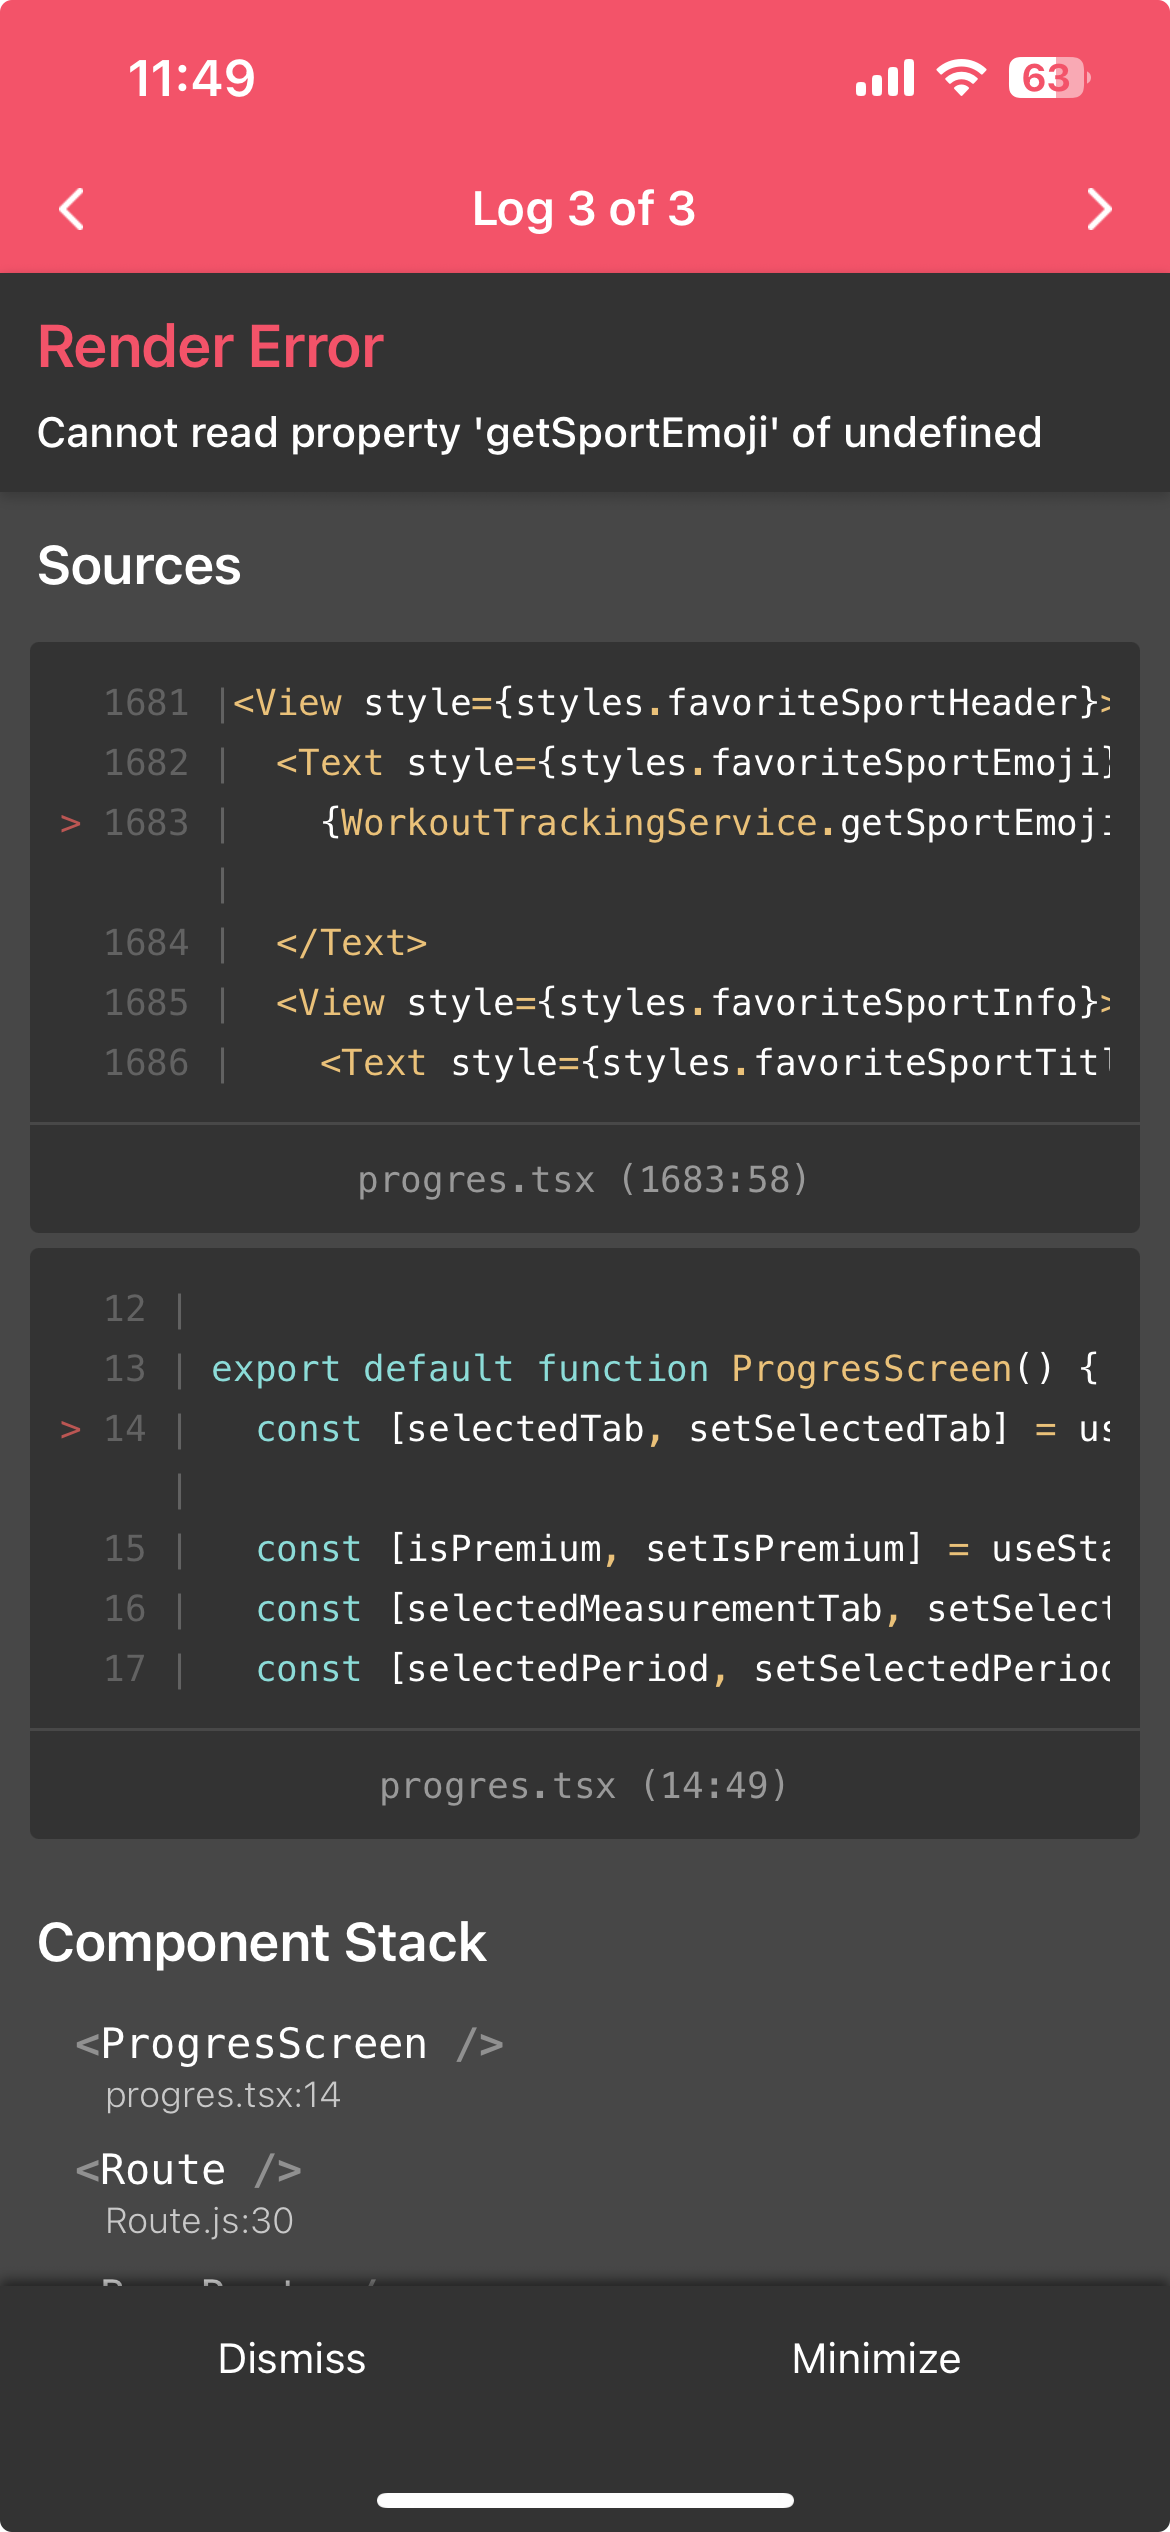 11:49
63
Log 3 of 3
Render Error
Cannot read property 'getSportEmoji' of undefined
Sources
1681 |<View style={styles.favoriteSportHeader}>
1682 |  <Text style={styles.favoriteSportEmoji}
> 1683 |    {WorkoutTrackingService.getSportEmoji
|
1684 |  </Text>
1685 |  <View style={styles.favoriteSportInfo}>
1686 |    <Text style={styles.favoriteSportTitl
progres.tsx (1683:58)
12 |
13 | export default function ProgresScreen() {
> 14 |   const [selectedTab, setSelectedTab] = us
|
15 |   const [isPremium, setIsPremium] = useSta
16 |   const [selectedMeasurementTab, setSelect
17 |   const [selectedPeriod, setSelectedPerioc
progres.tsx (14:49)
Component Stack
<ProgresScreen />
progres.tsx:14
<Route />
Route.js:30
Dismiss
Minimize